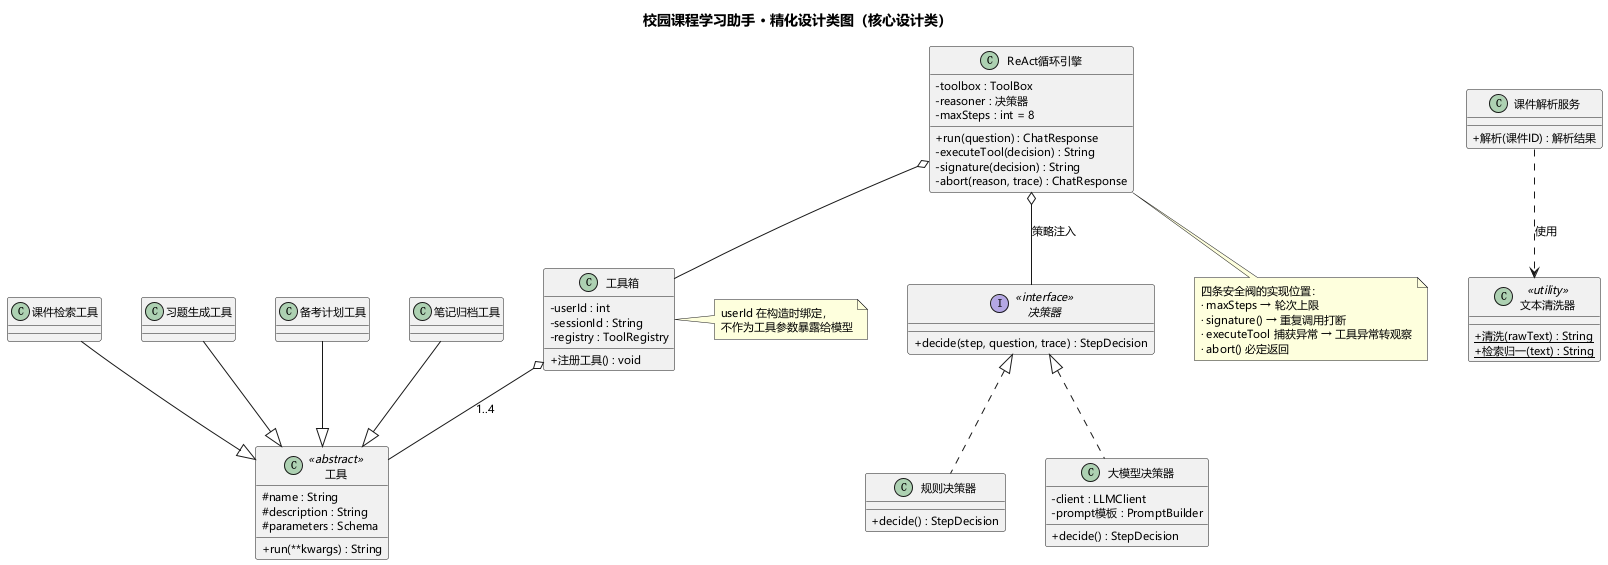 校园课程学习助手 · 精化设计类图（核心设计类）
C ReAct循环引擎
-toolbox : ToolBox
-reasoner : 决策器
-maxSteps : int = 8
+run(question) : ChatResponse
-executeTool(decision) : String
-signature(decision) : String
-abort(reason, trace) : ChatResponse
C 课件解析服务
+解析(课件ID) : 解析结果
策略注入
使用
C 课件检索工具
C 习题生成工具
C 备考计划工具
C 笔记归档工具
C 工具箱
-userId : int
-sessionId : String
-registry : ToolRegistry
+注册工具() : void
userId 在构造时绑定，
不作为工具参数暴露给模型
I «interface»
决策器
+decide(step, question, trace) : StepDecision
四条安全阀的实现位置：
· maxSteps → 轮次上限
· signature() → 重复调用打断
· executeTool 捕获异常 → 工具异常转观察
· abort() 必定返回
C «utility»
文本清洗器
+清洗(rawText) : String
+检索归一(text) : String
1..4
C «abstract»
工具
#name : String
#description : String
#parameters : Schema
+run(**kwargs) : String
C 规则决策器
+decide() : StepDecision
C 大模型决策器
-client : LLMClient
-prompt模板 : PromptBuilder
+decide() : StepDecision